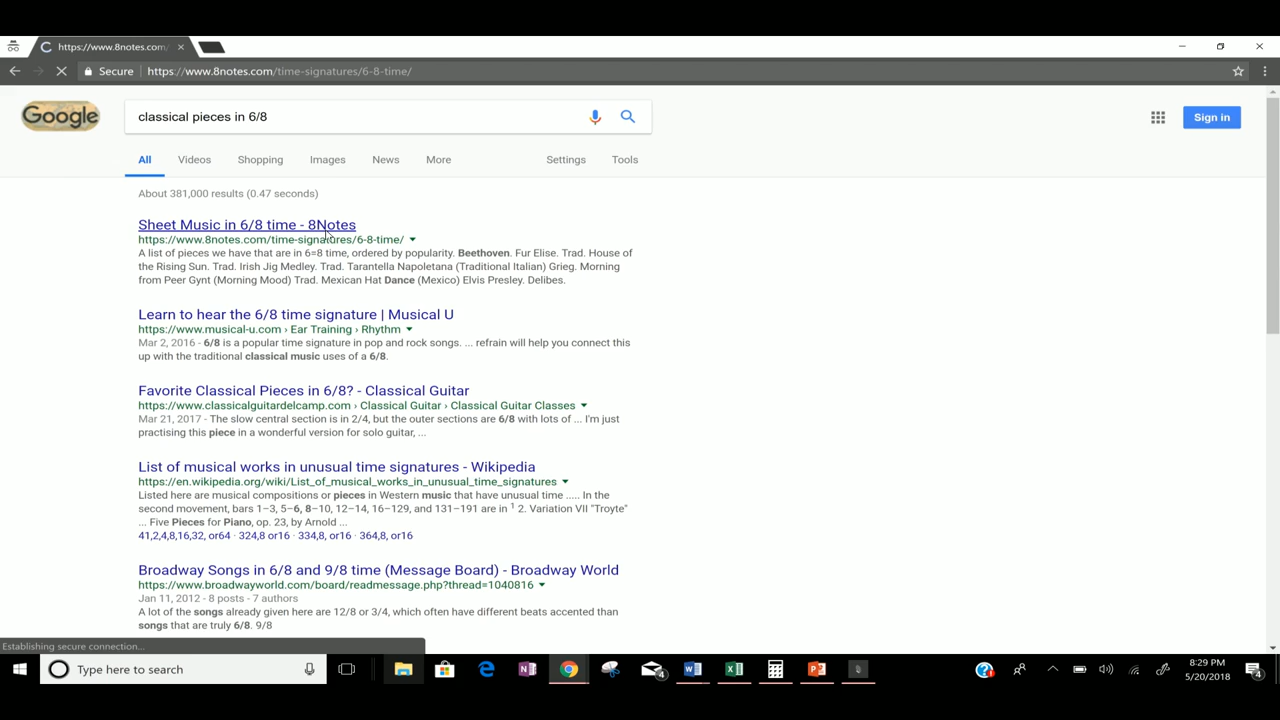 https://www.8notes.com/
Secure https://www.8notes.com/time-signatures/6-8-time/
Google
classical pieces in 6/8
Sign in
All Videos Shopping Images News More Settings Tools
About 381,000 results (0.47 seconds)
Sheet Music in 6/8 time - 8Notes
https://www.8notes.com/time-signatures/6-8-time/
A list of pieces we have that are in 6=8 time, ordered by popularity. Beethoven. Fur Elise. Trad. House of
the Rising Sun. Trad. Irish Jig Medley. Trad. Tarantella Napoletana (Traditional Italian) Grieg. Morning
from Peer Gynt (Morning Mood) Trad. Mexican Hat Dance (Mexico) Elvis Presley. Delibes.
Learn to hear the 6/8 time signature | Musical U
https://www.musical-u.com › Ear Training › Rhythm
Mar 2, 2016 - 6/8 is a popular time signature in pop and rock songs. ... refrain will help you connect this
up with the traditional classical music uses of a 6/8.
Favorite Classical Pieces in 6/8? - Classical Guitar
https://www.classicalguitardelcamp.com › Classical Guitar › Classical Guitar Classes
Mar 21, 2017 - The slow central section is in 2/4, but the outer sections are 6/8 with lots of ... I'm just
practising this piece in a wonderful version for solo guitar, ...
List of musical works in unusual time signatures - Wikipedia
https://en.wikipedia.org/wiki/List_of_musical_works_in_unusual_time_signatures
Listed here are musical compositions or pieces in Western music that have unusual time ..... In the
second movement, bars 1–3, 5–6, 8–10, 12–14, 16–129, and 131–191 are in ¹ 2. Variation VII "Troyte"
... Five Pieces for Piano, op. 23, by Arnold ...
41,2,4,8,16,32, or64 · 324,8 or16 · 334,8, or16 · 364,8, or16
Broadway Songs in 6/8 and 9/8 time (Message Board) - Broadway World
https://www.broadwayworld.com/board/readmessage.php?thread=1040816
Jan 11, 2012 - 8 posts - 7 authors
A lot of the songs already given here are 12/8 or 3/4, which often have different beats accented than
songs that are truly 6/8. 9/8
Establishing secure connection...
Type here to search
4
8:29 PM
5/20/2018
4